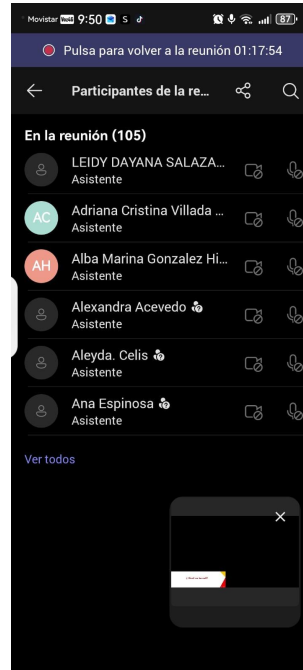 Movistar 9:50 S 87
Pulsa para volver a la reunión 01:17:54
Participantes de la re...
En la reunión (105)
LEIDY DAYANA SALAZA...
Asistente
AC
Adriana Cristina Villada ...
Asistente
AH
Alba Marina Gonzalez Hi...
Asistente
Alexandra Acevedo
Asistente
Aleyda. Celis
Asistente
Ana Espinosa
Asistente
Ver todos